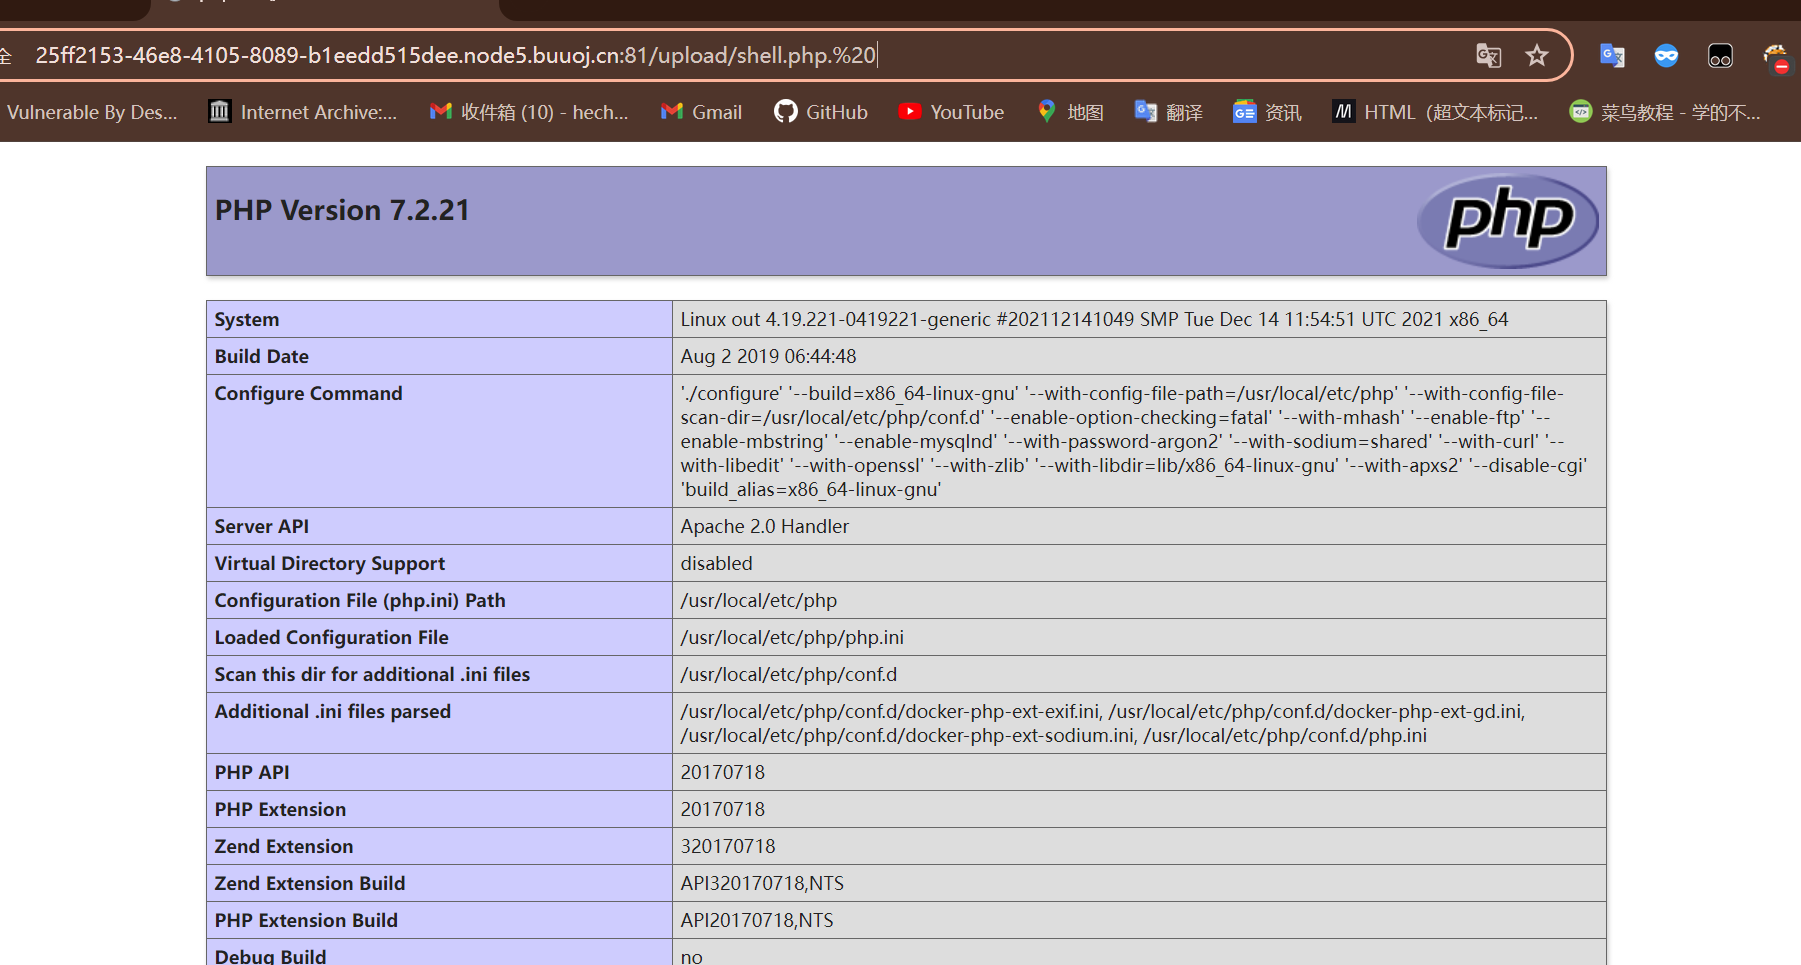 全 25ff2153-46e8-4105-8089-b1eedd515dee.node5.buuoj.cn:81/upload/shell.php.%20
Vulnerable By Des... Internet Archive:... 收件箱 (10) - hech... Gmail GitHub YouTube 地图 翻译 资讯 HTML（超文本标记... 菜鸟教程 - 学的不...
PHP Version 7.2.21
php
System Linux out 4.19.221-0419221-generic #202112141049 SMP Tue Dec 14 11:54:51 UTC 2021 x86_64
Build Date Aug 2 2019 06:44:48
Configure Command './configure' '--build=x86_64-linux-gnu' '--with-config-file-path=/usr/local/etc/php' '--with-config-file-
scan-dir=/usr/local/etc/php/conf.d' '--enable-option-checking=fatal' '--with-mhash' '--enable-ftp' '--
enable-mbstring' '--enable-mysqlnd' '--with-password-argon2' '--with-sodium=shared' '--with-curl' '--
with-libedit' '--with-openssl' '--with-zlib' '--with-libdir=lib/x86_64-linux-gnu' '--with-apxs2' '--disable-cgi'
'build_alias=x86_64-linux-gnu'
Server API Apache 2.0 Handler
Virtual Directory Support disabled
Configuration File (php.ini) Path /usr/local/etc/php
Loaded Configuration File /usr/local/etc/php/php.ini
Scan this dir for additional .ini files /usr/local/etc/php/conf.d
Additional .ini files parsed /usr/local/etc/php/conf.d/docker-php-ext-exif.ini, /usr/local/etc/php/conf.d/docker-php-ext-gd.ini,
/usr/local/etc/php/conf.d/docker-php-ext-sodium.ini, /usr/local/etc/php/conf.d/php.ini
PHP API 20170718
PHP Extension 20170718
Zend Extension 320170718
Zend Extension Build API320170718,NTS
PHP Extension Build API20170718,NTS
Debug Build no